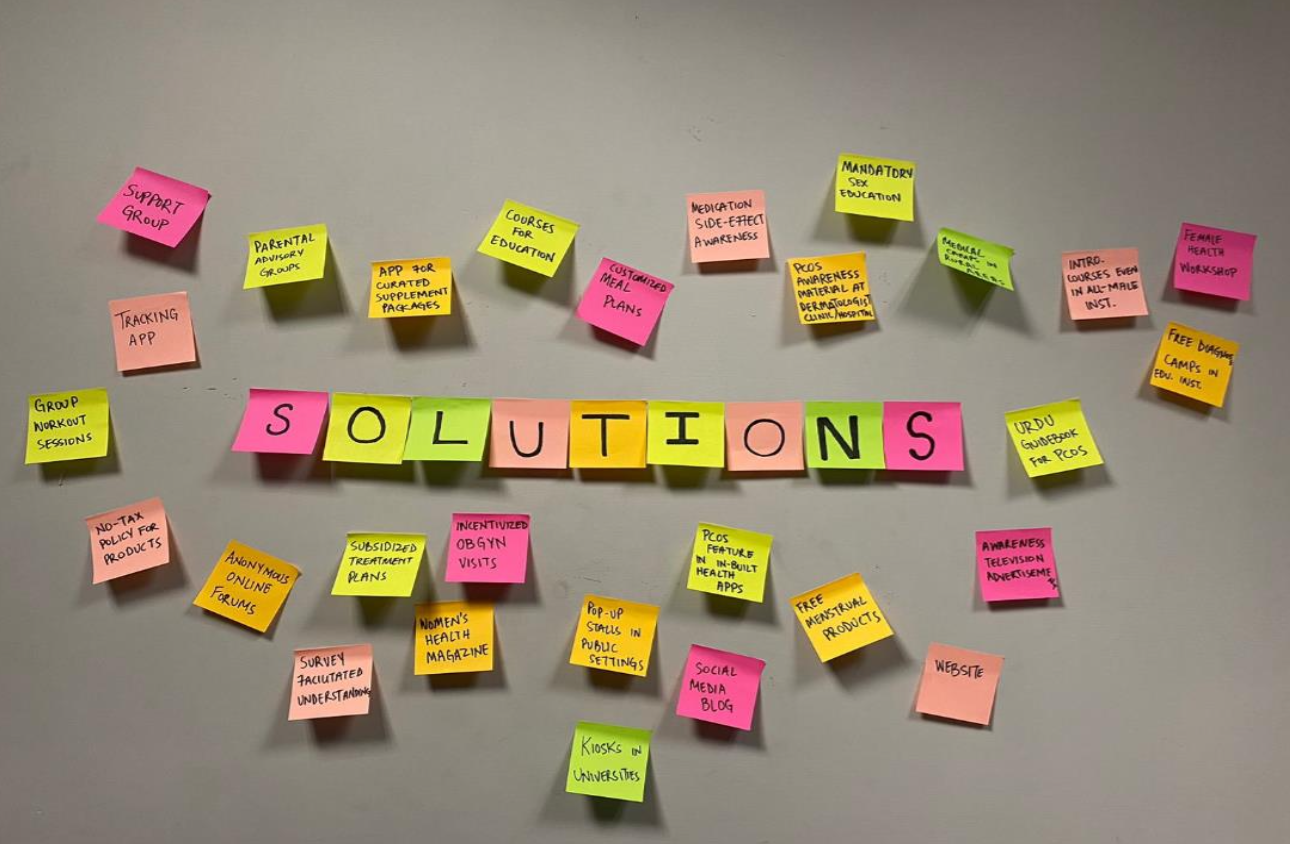 SUPPORT
GROUP
PARENTAL
ADVISORY
GROUPS
APP FOR
CURATED
SUPPLEMENT
PACKAGES
COURSES
FOR
EDUCATION
CUSTOMIZED
MEAL
PLANS
MEDICATION
SIDE-EFFECT
AWARENESS
MANDATORY
SEX
EDUCATION
PCOS
AWARENESS
MATERIAL AT
DERMATOLOGIST
CLINIC/HOSPITAL
MEDICAL
CAMPS IN
RURAL
AREAS
INTRO.
COURSES EVEN
IN ALL-MALE
INST.
FEMALE
HEALTH
WORKSHOP
TRACKING
APP
FREE DIAGNOS
CAMPS IN
EDU. INST.
GROUP
WORKOUT
SESSIONS
SOLUTIONS
URDU
GUIDEBOOK
FOR PCOS
NO-TAX
POLICY FOR
PRODUCTS
ANONYMOUS
ONLINE
FORUMS
SUBSIDIZED
TREATMENT
PLANS
INCENTIVIZED
OBGYN
VISITS
PCOS
FEATURE
IN IN-BUILT
HEALTH
APPS
AWARENESS
TELEVISION
ADVERTISEME
SURVEY
FACILITATED
UNDERSTANDING
WOMEN'S
HEALTH
MAGAZINE
POP-UP
STALLS IN
PUBLIC
SETTINGS
FREE
MENSTRUAL
PRODUCTS
SOCIAL
MEDIA
BLOG
WEBSITE
KIOSKS IN
UNIVERSITIES